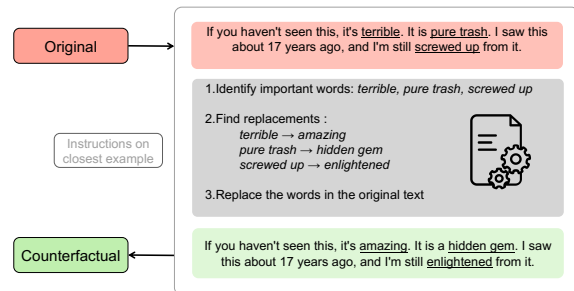 Original
If you haven't seen this, it's terrible. It is pure trash. I saw this
about 17 years ago, and I'm still screwed up from it.
1.Identify important words: terrible, pure trash, screwed up
2.Find replacements :
terrible → amazing
pure trash → hidden gem
screwed up → enlightened
3.Replace the words in the original text
Instructions on
closest example
Counterfactual
If you haven't seen this, it's amazing. It is a hidden gem. I saw
this about 17 years ago, and I'm still enlightened from it.